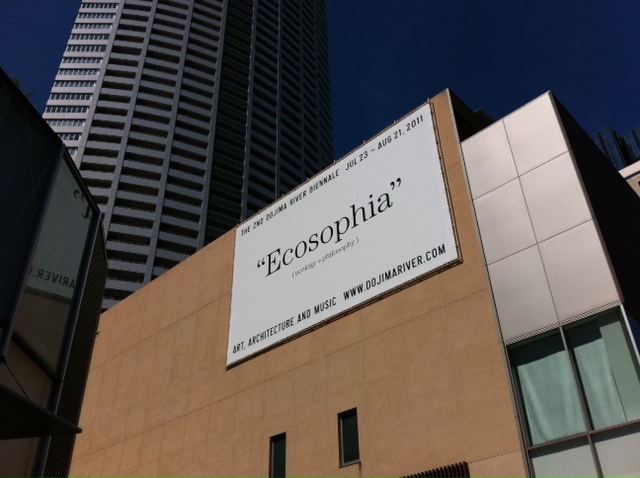 THE 2ND DOJIMA RIVER BIENNALE JUL 23 – AUG 21, 2011
“Ecosophia”
(ecology + philosophy)
ART, ARCHITECTURE AND MUSIC WWW.DOJIMARIVER.COM
ARIVER.C